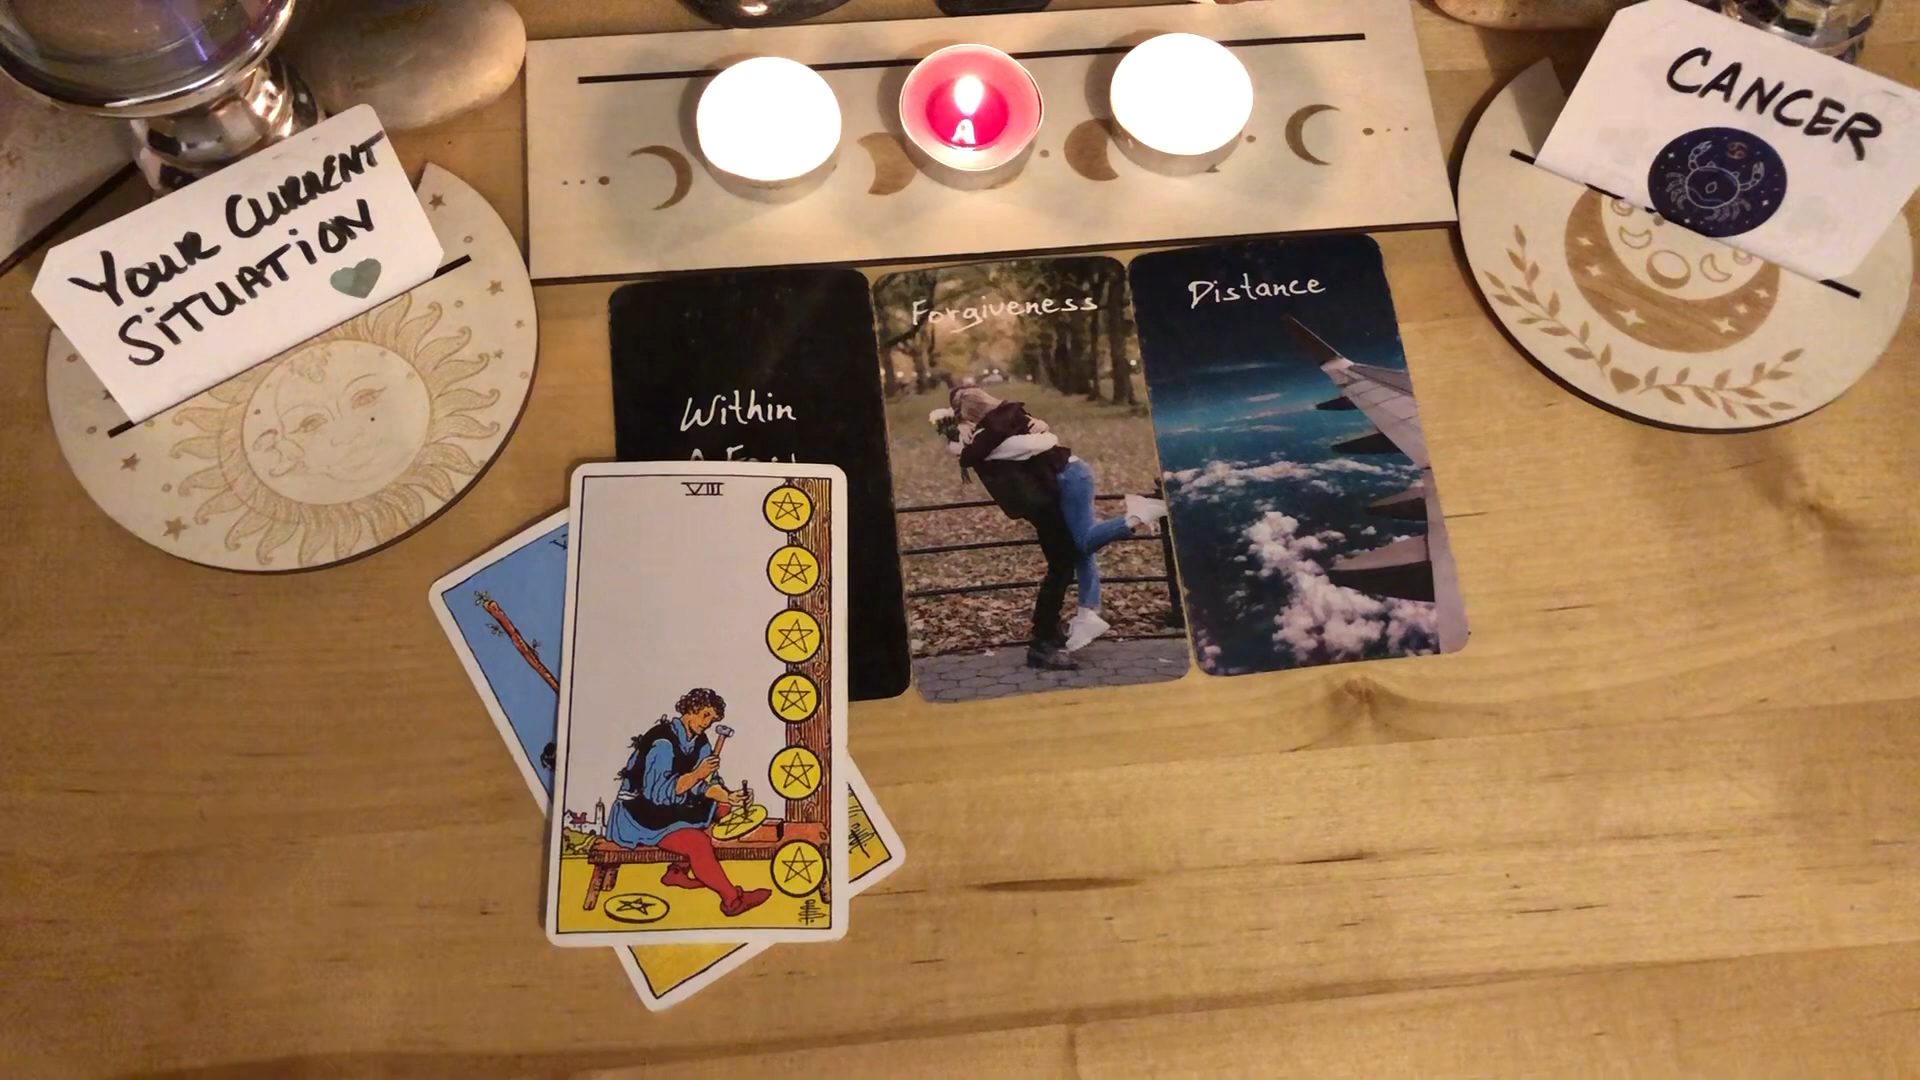 YOUR CURRENT
SITUATION
CANCER
Within
Forgiveness
Distance
VIII